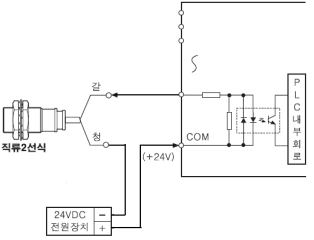 갈
직류2선식
청
COM
(+24V)
PLC내부회로
24VDC
전원장치
−
+